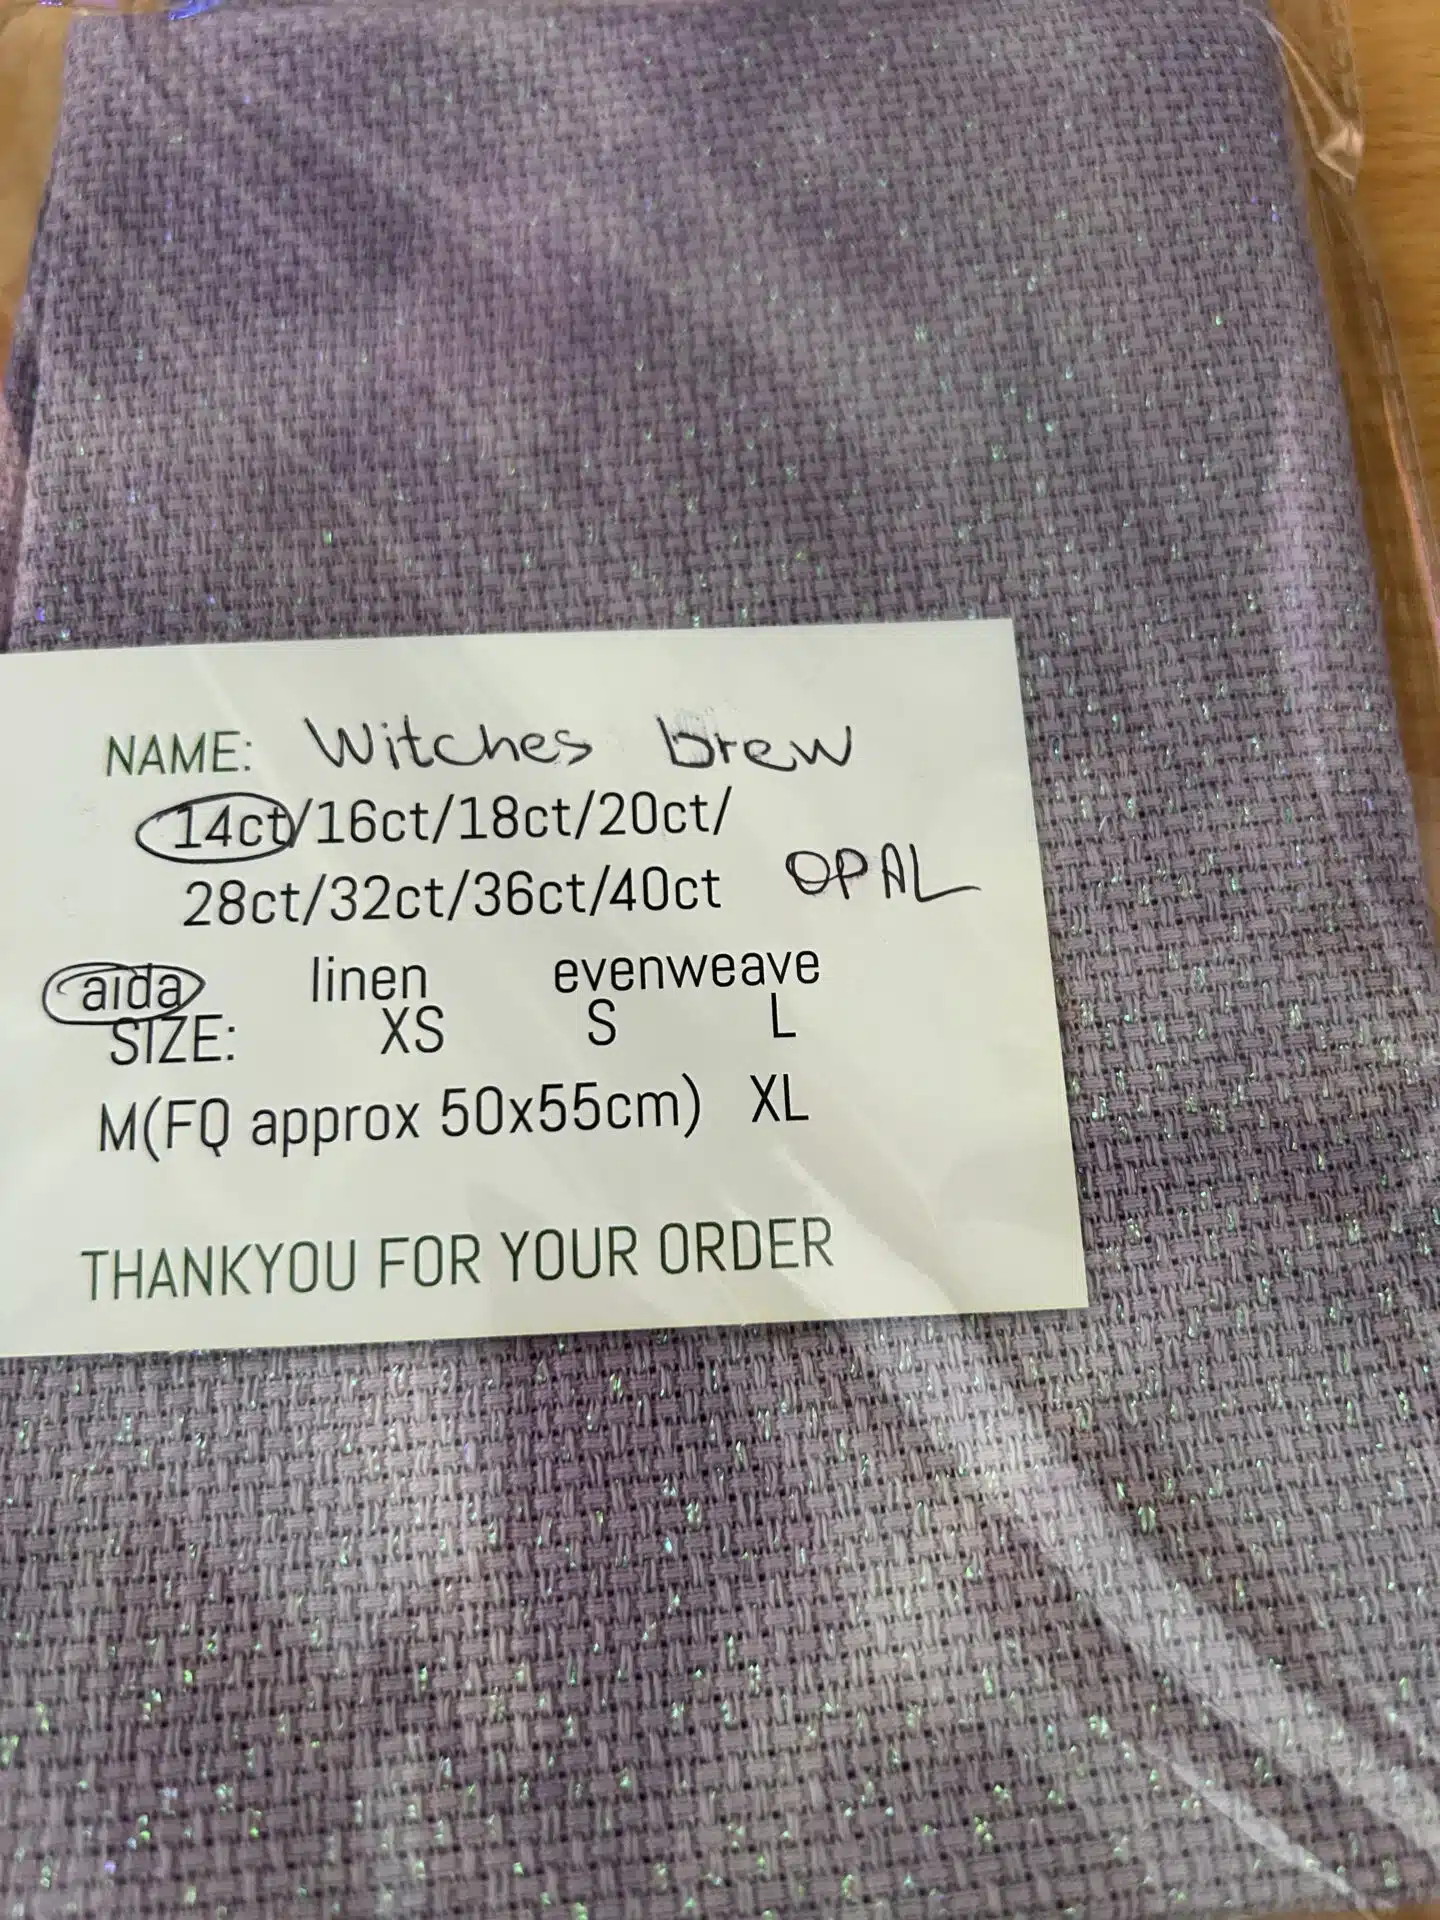 NAME: Witches brew
14ct/16ct/18ct/20ct/
28ct/32ct/36ct/40ct OPAL
aida linen evenweave
SIZE: XS S L
M(FQ approx 50x55cm) XL
THANKYOU FOR YOUR ORDER